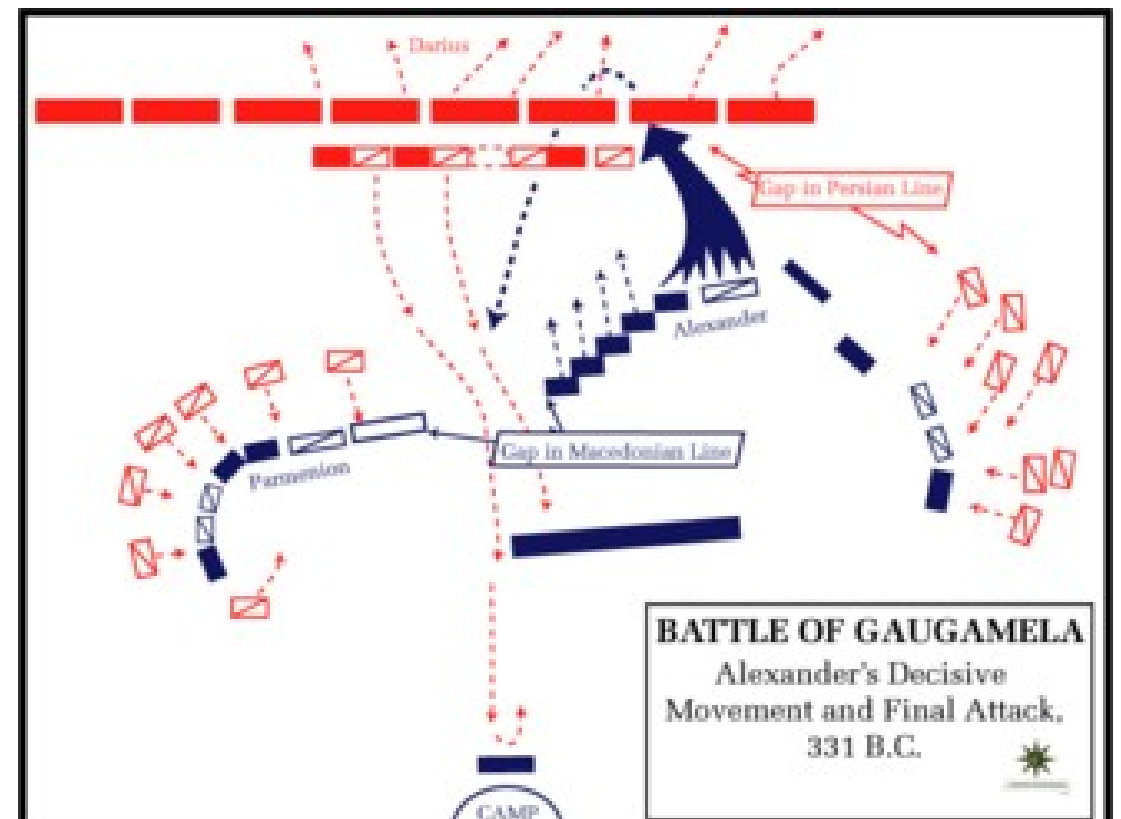 Darius
Gap in Persian Line
Alexander
Gap in Macedonian Line
Parmenion
BATTLE OF GAUGAMELA
Alexander's Decisive
Movement and Final Attack,
331 B.C.
CAMP